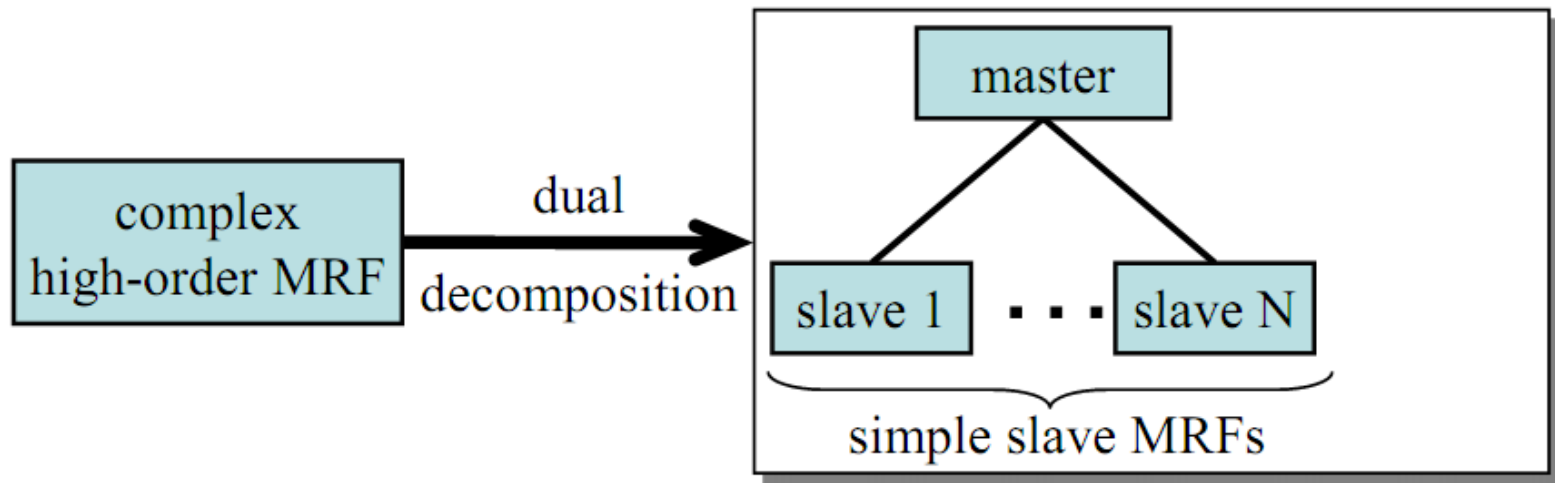 complex
high-order MRF
dual
decomposition
master
slave 1
. . .
slave N
simple slave MRFs